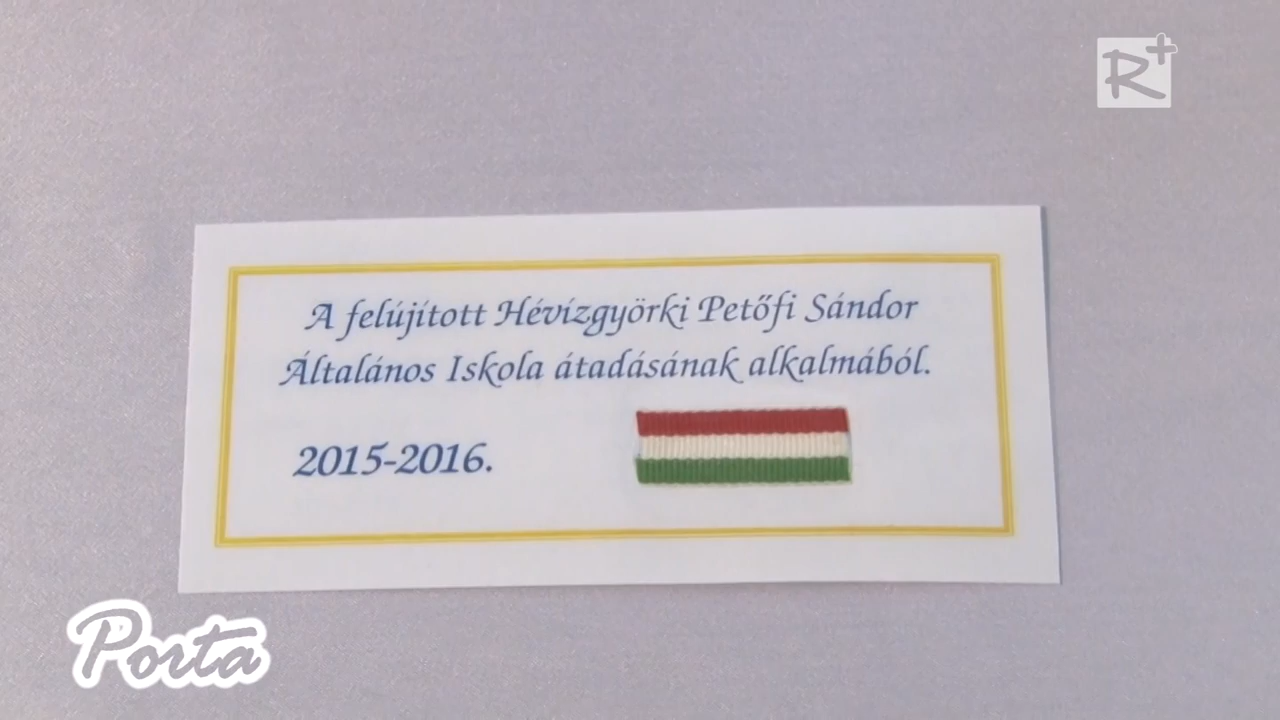 R+
A felújított Hévízgyörki Petőfi Sándor
Általános Iskola átadásának alkalmából.
2015-2016.
Porta